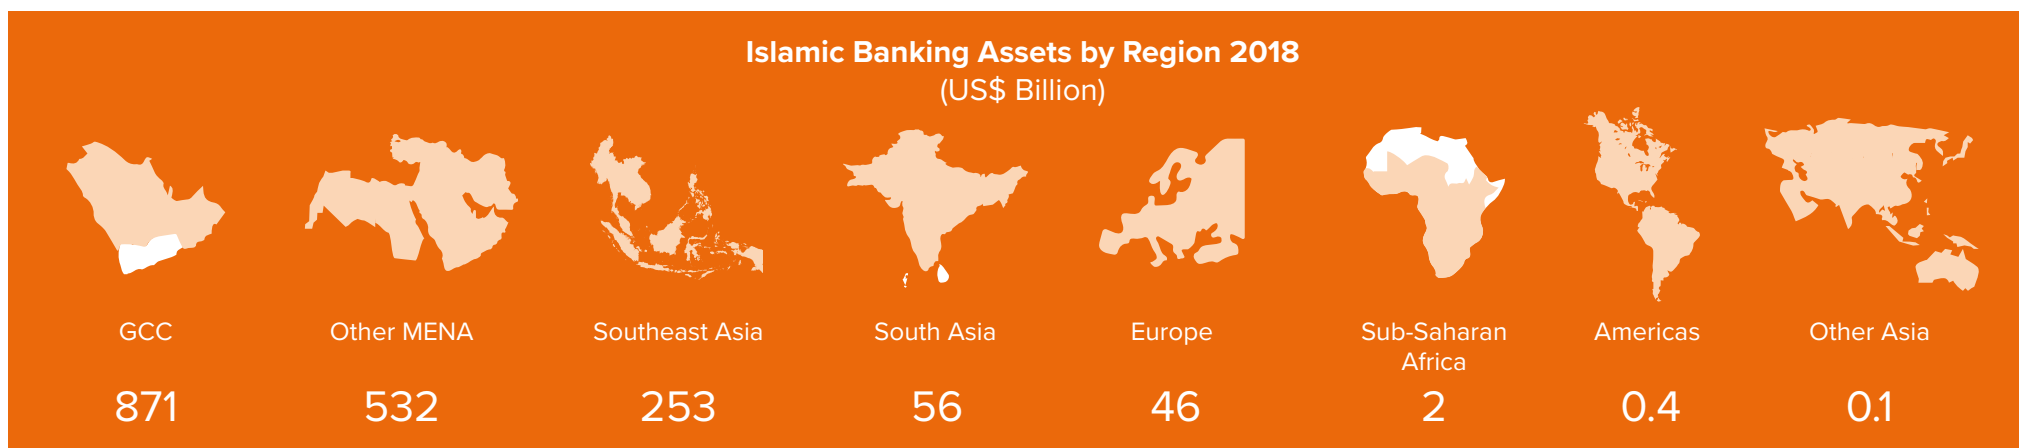 Islamic Banking Assets by Region 2018
(US$ Billion)
GCC
871
Other MENA
532
Southeast Asia
253
South Asia
56
Europe
46
Sub-Saharan
Africa
2
Americas
0.4
Other Asia
0.1